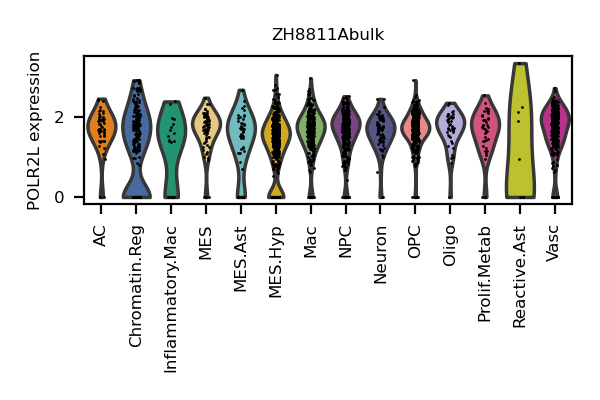 ZH8811Abulk
POLR2L expression
2
0
AC
Chromatin.Reg
Inflammatory.Mac
MES
MES.Ast
MES.Hyp
Mac
NPC
Neuron
OPC
Oligo
Prolif.Metab
Reactive.Ast
Vasc